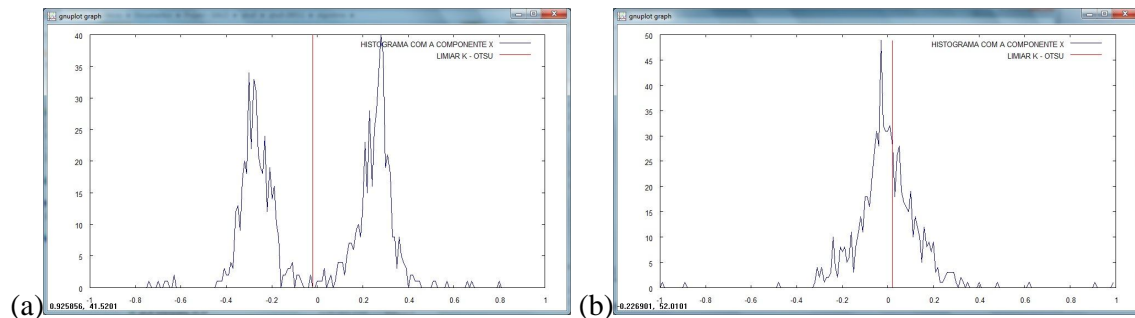 gnuplot graph
HISTOGRAMA COM A COMPONENTE X
LIMIAR K - OTSU
40
35
30
25
20
15
10
5
0
-1 -0.8 -0.6 -0.4 -0.2 0 0.2 0.4 0.6 0.8 1
0.925856, 41.5201
(a)
gnuplot graph
HISTOGRAMA COM A COMPONENTE X
LIMIAR K - OTSU
50
45
40
35
30
25
20
15
10
5
0
-1 -0.8 -0.6 -0.4 -0.2 0 0.2 0.4 0.6 0.8 1
-0.226901, 52.0101
(b)